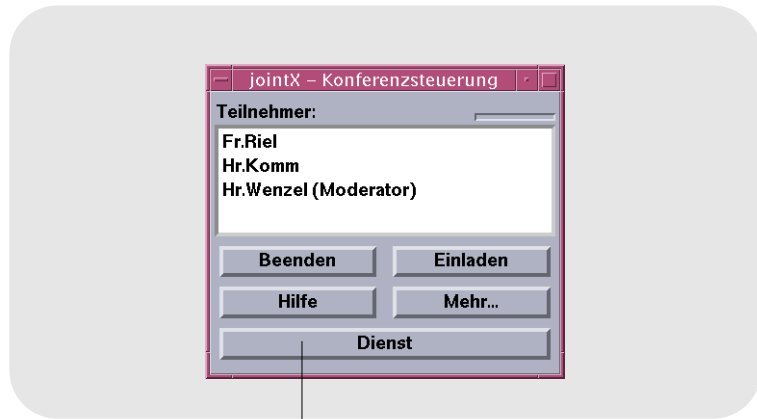 jointX – Konferenzsteuerung
Teilnehmer:
Fr.Riel
Hr.Komm
Hr.Wenzel (Moderator)
Beenden Einladen
Hilfe Mehr...
Dienst